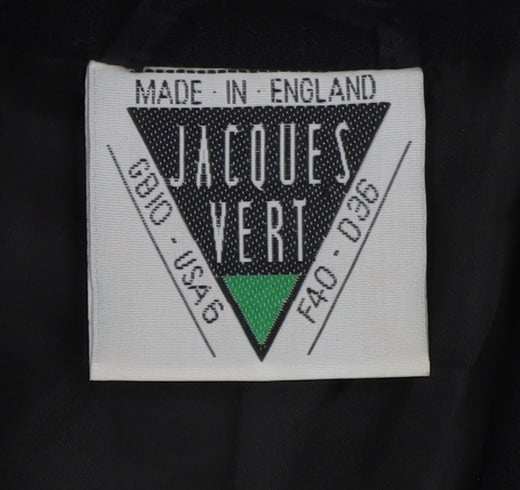 MADE · IN · ENGLAND
JACQUES
VERT
GB10 - USA6
F40 - D36